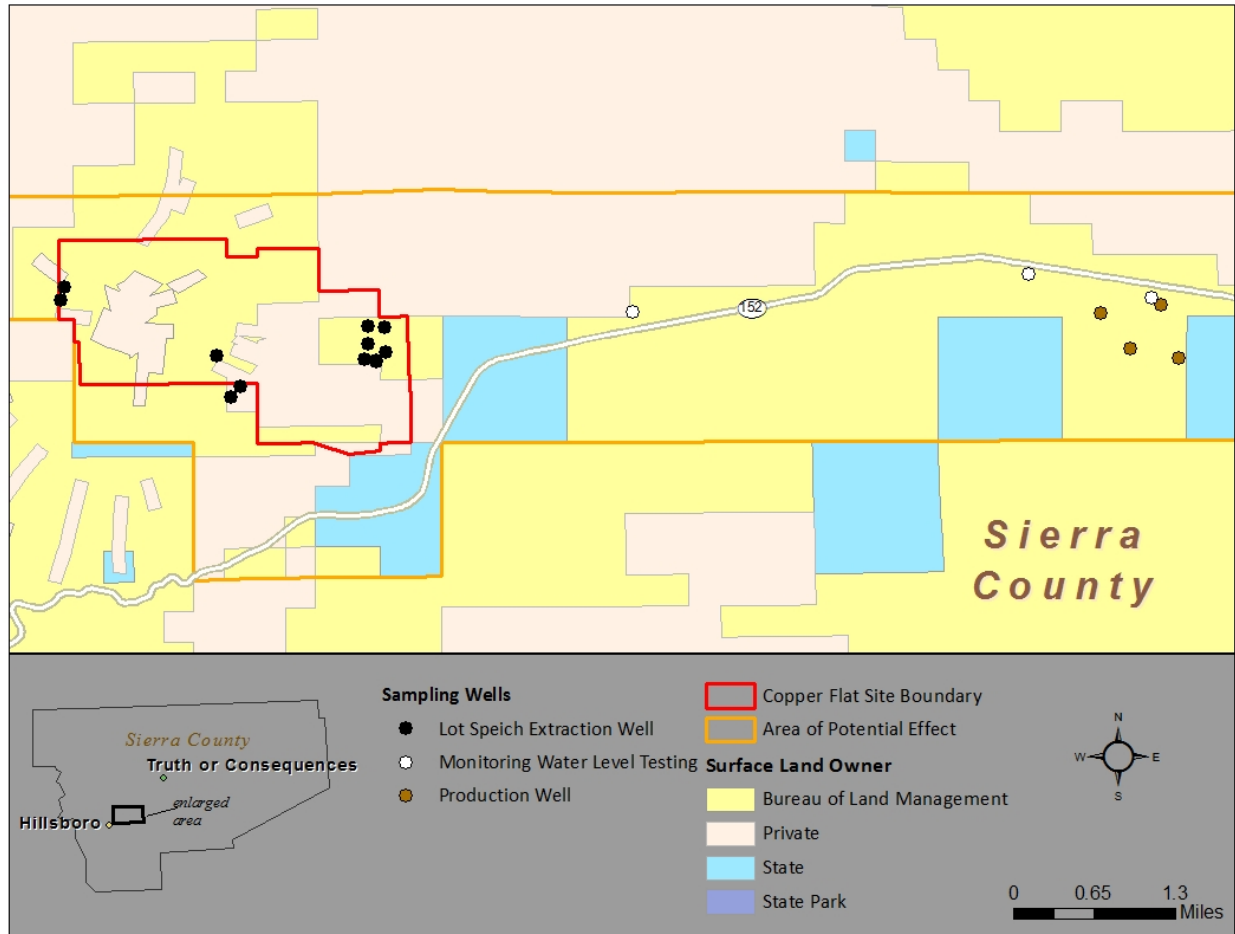 152
Sierra
County
Sierra County
Truth or Consequences
enlarged
area
Hillsboro
Sampling Wells
Lot Speich Extraction Well
Monitoring Water Level Testing
Production Well
Copper Flat Site Boundary
Area of Potential Effect
Surface Land Owner
Bureau of Land Management
Private
State
State Park
N
W E
S
0 0.65 1.3
Miles